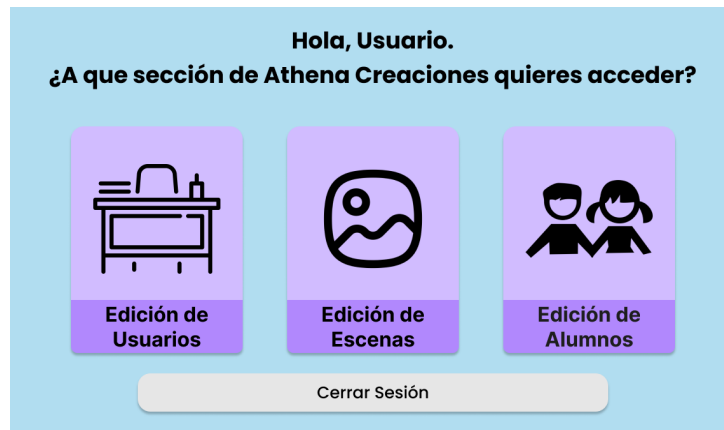 Hola, Usuario.
¿A que sección de Athena Creaciones quieres acceder?
Edición de
Usuarios
Edición de
Escenas
Edición de
Alumnos
Cerrar Sesión